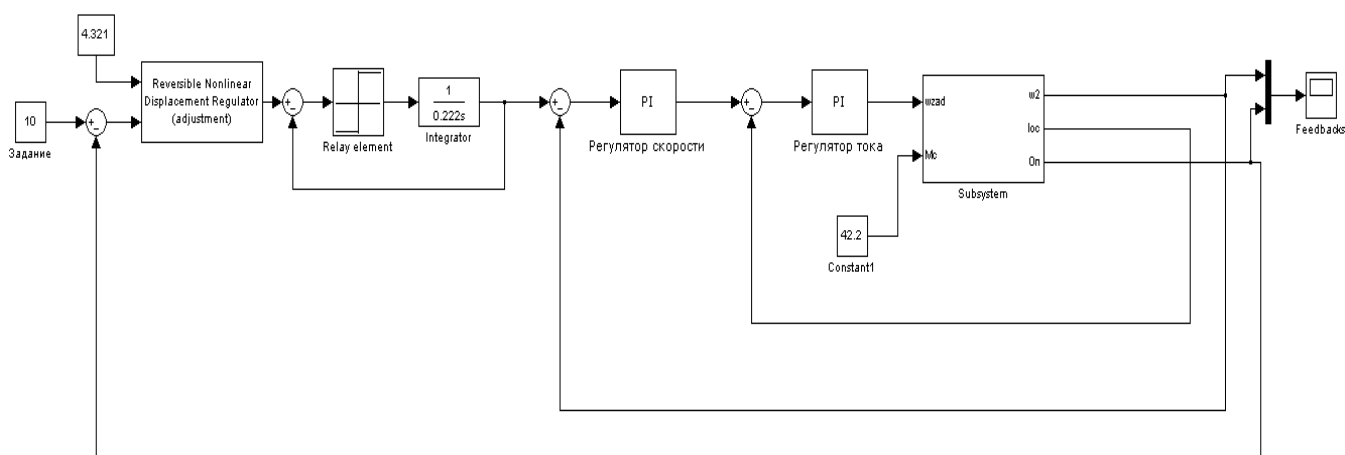 4.321
10
Задание
Reversible Nonlinear
Displacement Regulator
(adjustment)
Relay element
1
0.222s
Integrator
PI
Регулятор скорости
PI
Регулятор тока
wzad
Mc
w2
Ioc
On
Subsystem
42.2
Constant1
Feedbacks